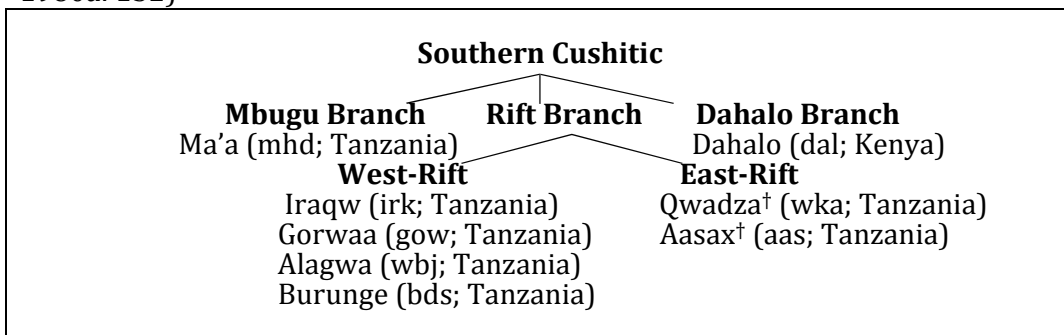 Southern Cushitic
Mbugu Branch Rift Branch Dahalo Branch
Ma’a (mhd; Tanzania) Dahalo (dal; Kenya)
West-Rift East-Rift
Iraqw (irk; Tanzania) Qwadza† (wka; Tanzania)
Gorwaa (gow; Tanzania) Aasax† (aas; Tanzania)
Alagwa (wbj; Tanzania)
Burunge (bds; Tanzania)